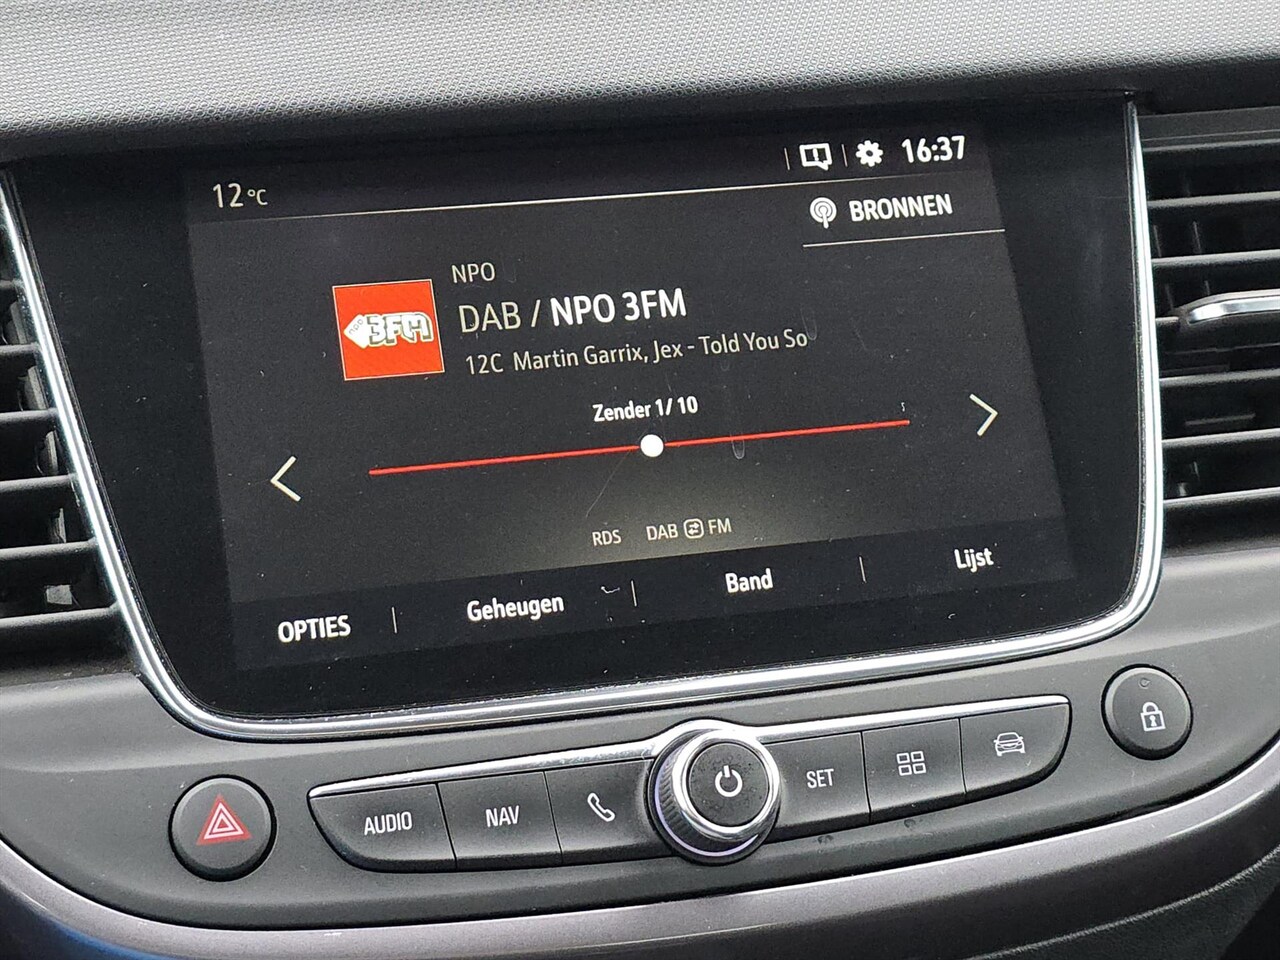 12°C
16:37
BRONNEN
NPO
npo 3FM
DAB / NPO 3FM
12C Martin Garrix, Jex - Told You So
Zender 1/ 10
RDS DAB FM
OPTIES
Geheugen
Band
Lijst
AUDIO
NAV
SET